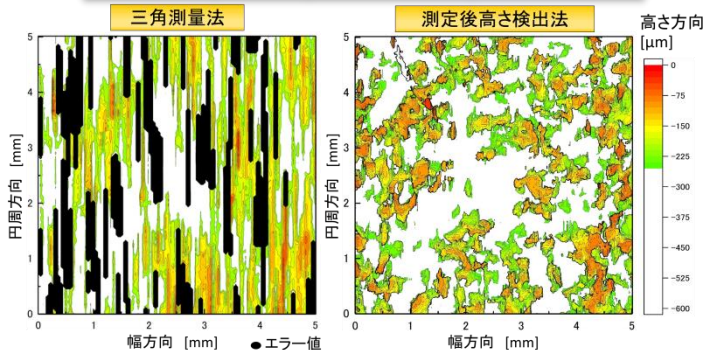 三角測量法
測定後高さ検出法
高さ方向
[μm]
円周方向 [mm]
5
4
3
2
1
0
0 1 2 3 4 5
幅方向 [mm]
●エラー値
円周方向 [mm]
5
4
3
2
1
0
0 1 2 3 4 5
幅方向 [mm]
0
-75
-150
-225
-300
-375
-450
-525
-600